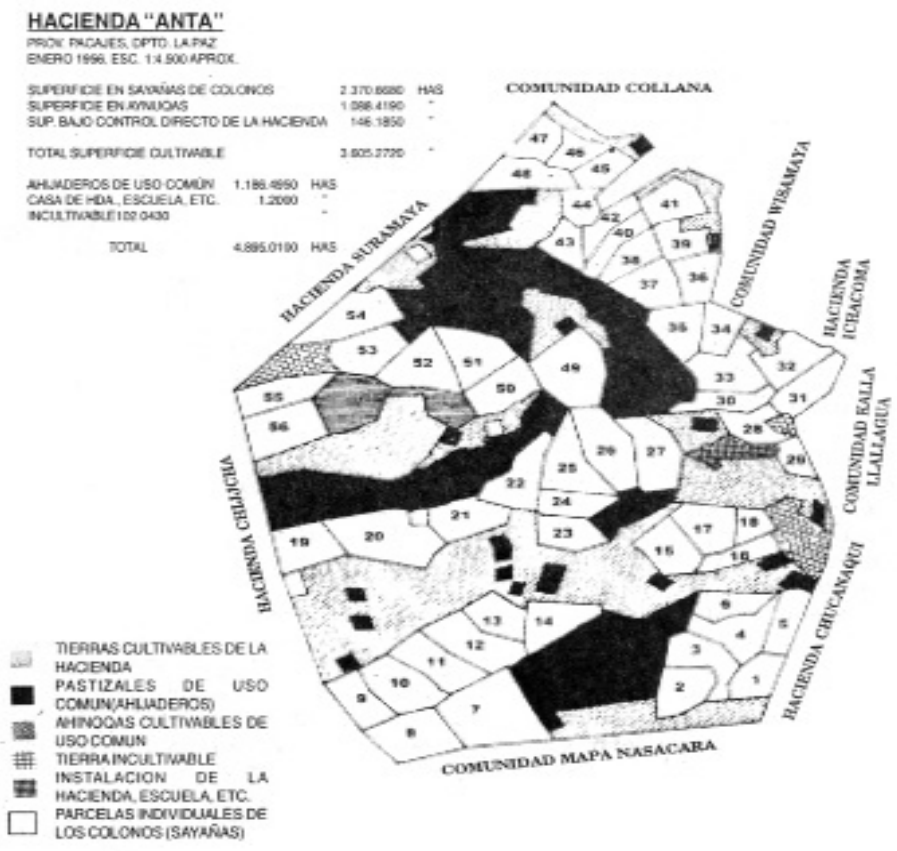 HACIENDA "ANTA"
PROV. PACAJES, DPTO. LA PAZ
ENERO 1956, ESC. 1:4.500 APROX.
SUPERFICIE EN SAYAÑAS DE COLONOS 2.370.6680 HAS
SUPERFICIE EN AYNUQAS 1.088.4190 "
SUP. BAJO CONTROL DIRECTO DE LA HACIENDA 146.1850 "
TOTAL SUPERFICIE CULTIVABLE 3.605.2720 "
AHIJADEROS DE USO COMÚN 1.186.4950 HAS
CASA DE HDA., ESCUELA, ETC. 1.2000 "
INCULTIVABLE 102.0430 "
TOTAL 4.895.0100 HAS
COMUNIDAD COLLANA
COMUNIDAD WISAMAYA
HACIENDA SURAMAYA
HACIENDA
ICHACOMA
COMUNIDAD KALLA
LLALLAGUA
HACIENDA CHIJCHA
HACIENDA CHUCANAQUI
COMUNIDAD MAPA NASACARA
47
46
45
48
44
42
41
43
40
39
38
37
36
54
35
34
53
52
51
49
33
32
50
30
31
55
56
28
29
26
27
25
22
24
21
23
17
18
19
20
15
16
13
14
12
11
10
9
8
7
6
5
4
3
2
1
TIERRAS CULTIVABLES DE LA
HACIENDA
PASTIZALES DE USO
COMUN(AHIJADEROS)
AHINOQAS CULTIVABLES DE
USO COMUN
TIERRA INCULTIVABLE
INSTALACION DE LA
HACIENDA, ESCUELA, ETC.
PARCELAS INDIVIDUALES DE
LOS COLONOS (SAYAÑAS)